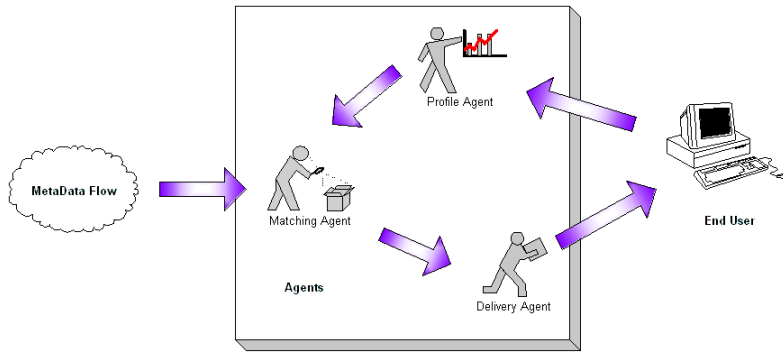 Profile Agent
MetaData Flow
Matching Agent
End User
Agents
Delivery Agent